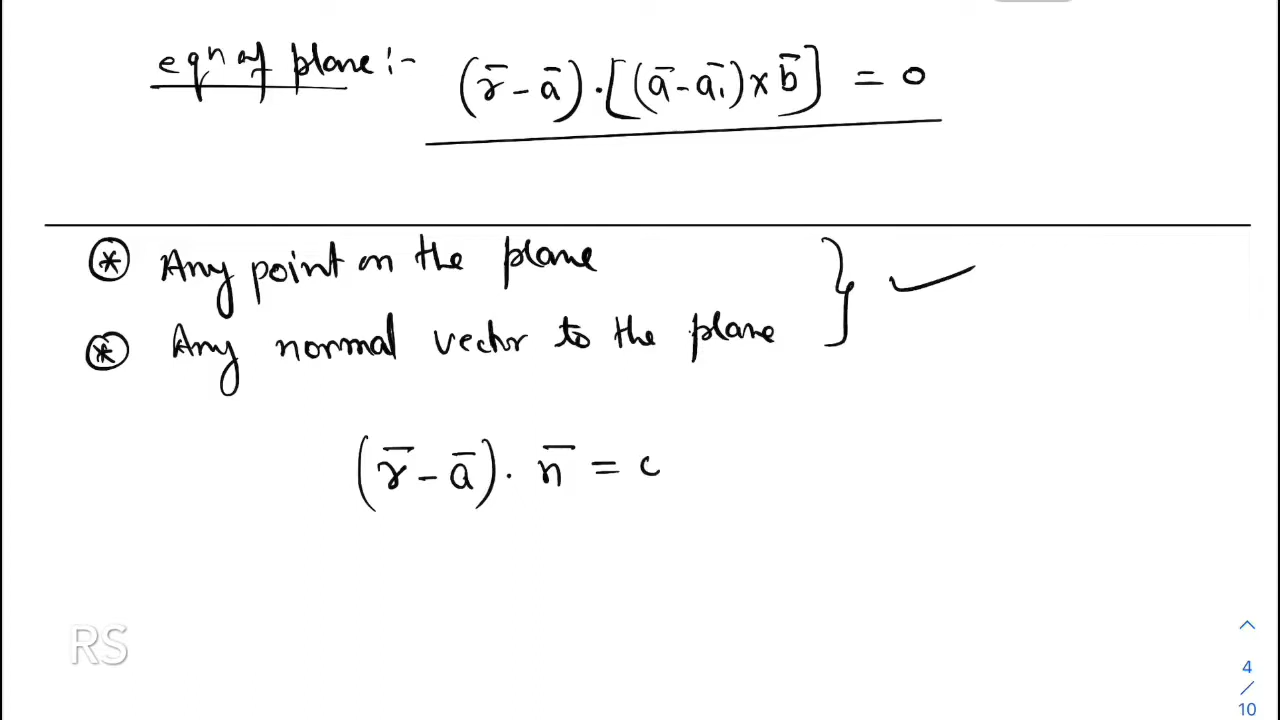 eqn of plane :- (r̄ - ā) · [(ā - ā₁) × b̄] = 0
⊛ Any point on the plane
⊛ Any normal vector to the plane
(r̄ - ā) · n̄ = c
RS
4
/
10